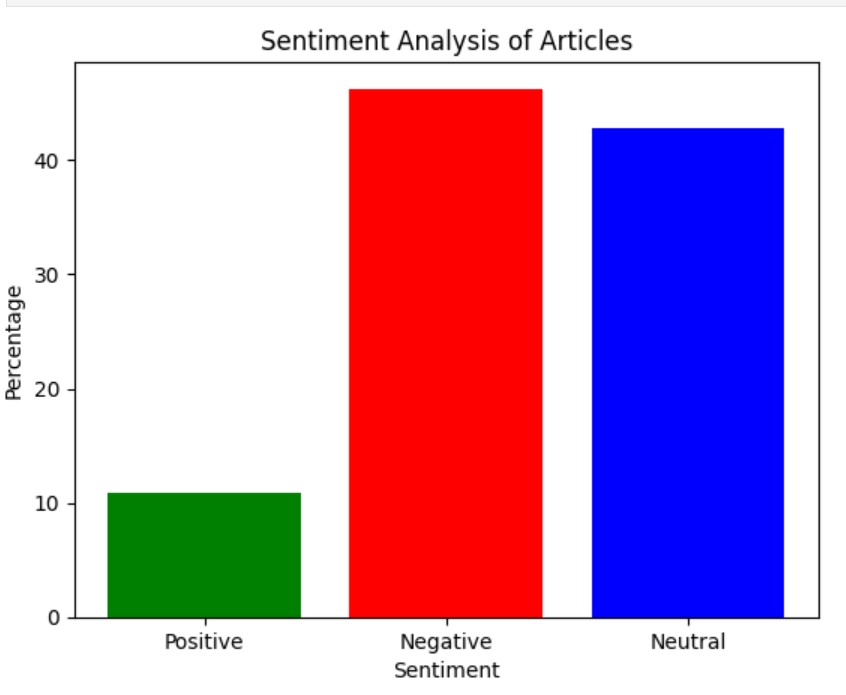 Sentiment Analysis of Articles
40
30
20
10
0
Percentage
Positive Negative Neutral
Sentiment